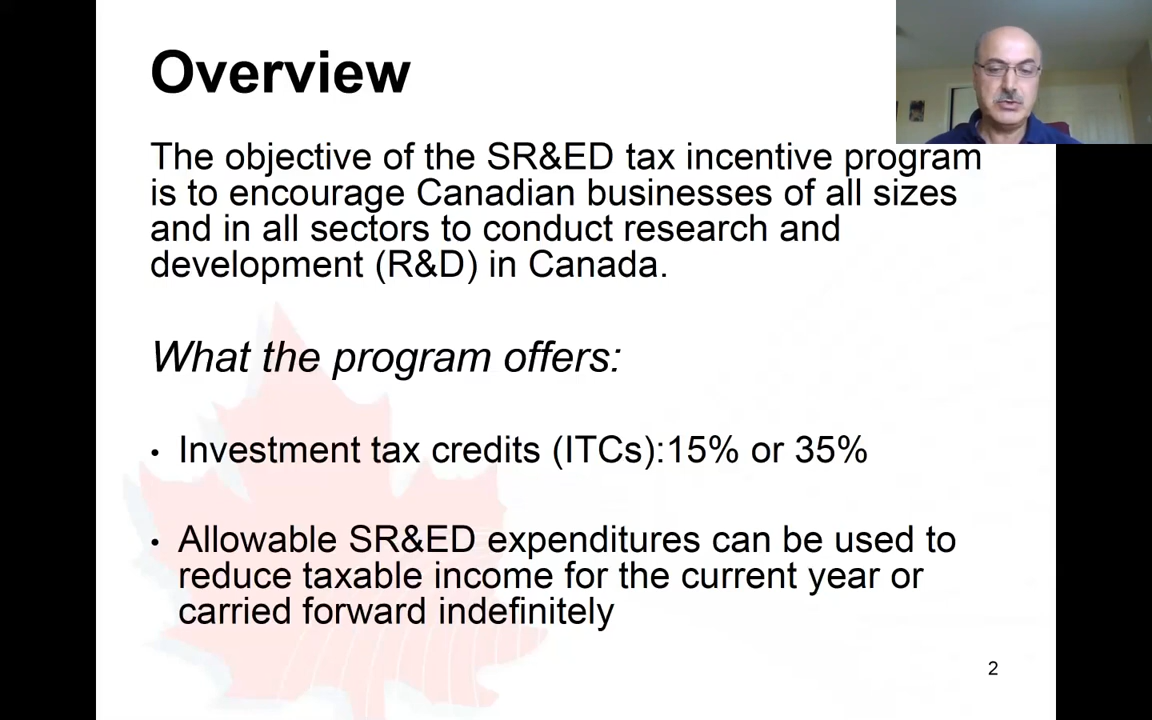 Overview
The objective of the SR&ED tax incentive program
is to encourage Canadian businesses of all sizes
and in all sectors to conduct research and
development (R&D) in Canada.
What the program offers:
• Investment tax credits (ITCs):15% or 35%
• Allowable SR&ED expenditures can be used to
reduce taxable income for the current year or
carried forward indefinitely
2